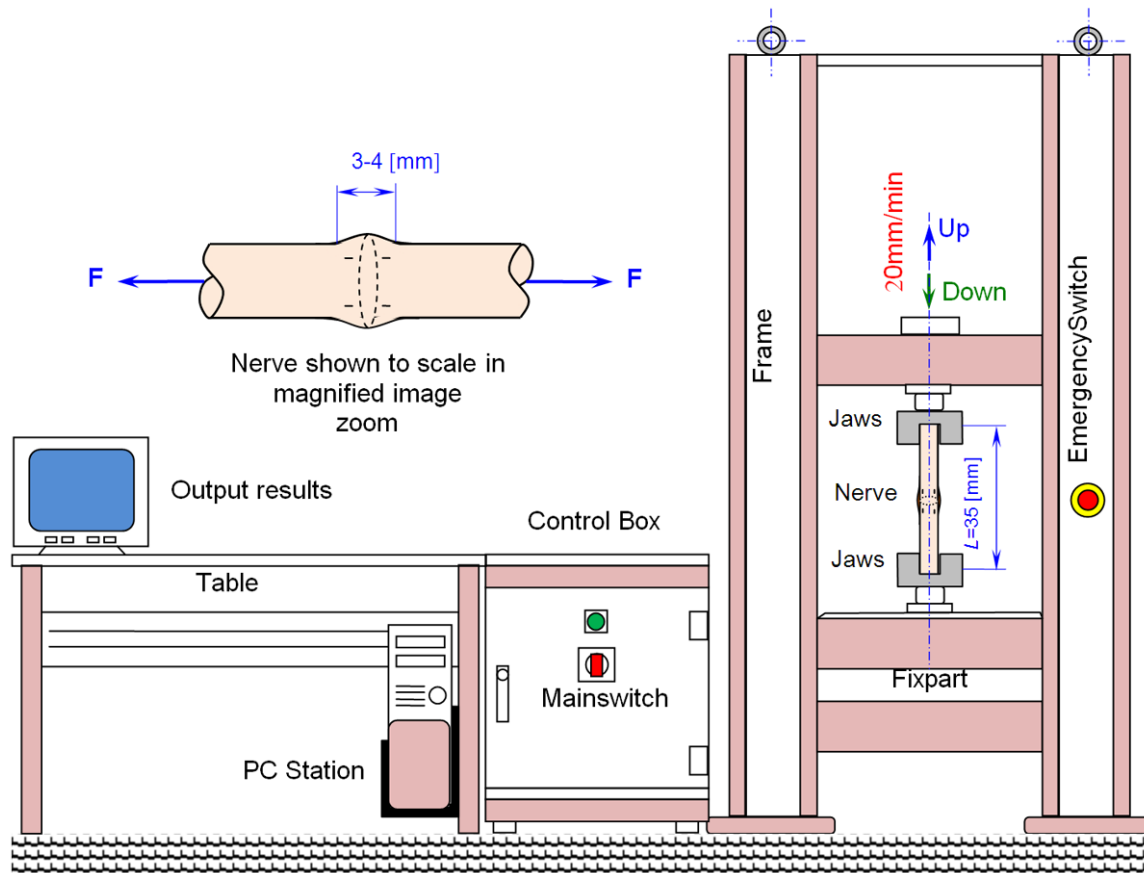 3-4 [mm]
F
F
Nerve shown to scale in
magnified image
zoom
Output results
Table
PC Station
Control Box
Mainswitch
Frame
20mm/min
Up
Down
Jaws
Nerve
Jaws
L=35 [mm]
EmergencySwitch
Fixpart